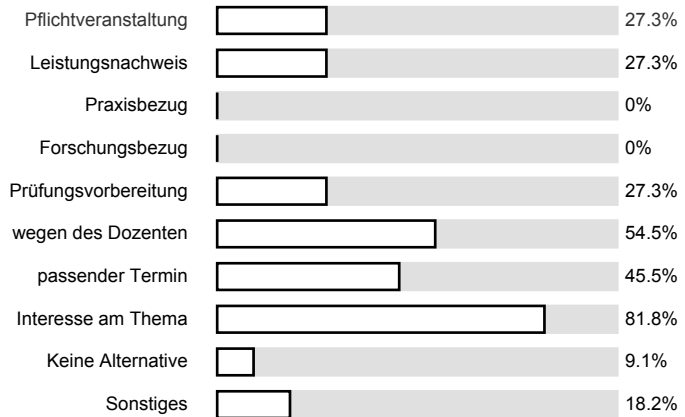 Pflichtveranstaltung 27.3%
Leistungsnachweis 27.3%
Praxisbezug 0%
Forschungsbezug 0%
Prüfungsvorbereitung 27.3%
wegen des Dozenten 54.5%
passender Termin 45.5%
Interesse am Thema 81.8%
Keine Alternative 9.1%
Sonstiges 18.2%